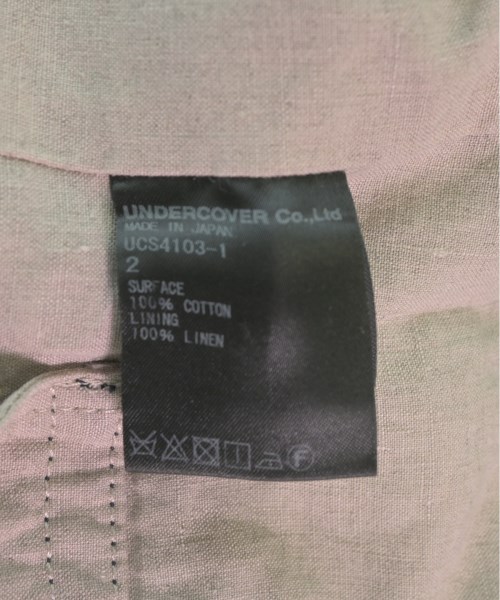 UNDERCOVER Co.,Ltd
MADE IN JAPAN
UCS4103-1
2
SURFACE
100% COTTON
LINING
100% LINEN
F